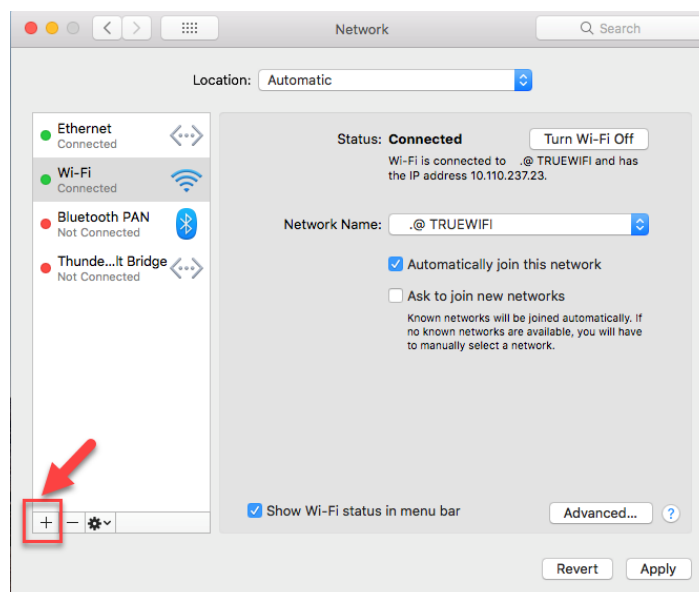 Network
Search
Location: Automatic
Ethernet
Connected
Wi-Fi
Connected
Bluetooth PAN
Not Connected
Thunde...lt Bridge
Not Connected
Status: Connected
Turn Wi-Fi Off
Wi-Fi is connected to .@ TRUEWIFI and has
the IP address 10.110.237.23.
Network Name: .@ TRUEWIFI
Automatically join this network
Ask to join new networks
Known networks will be joined automatically. If
no known networks are available, you will have
to manually select a network.
Show Wi-Fi status in menu bar
Advanced...
?
Revert
Apply